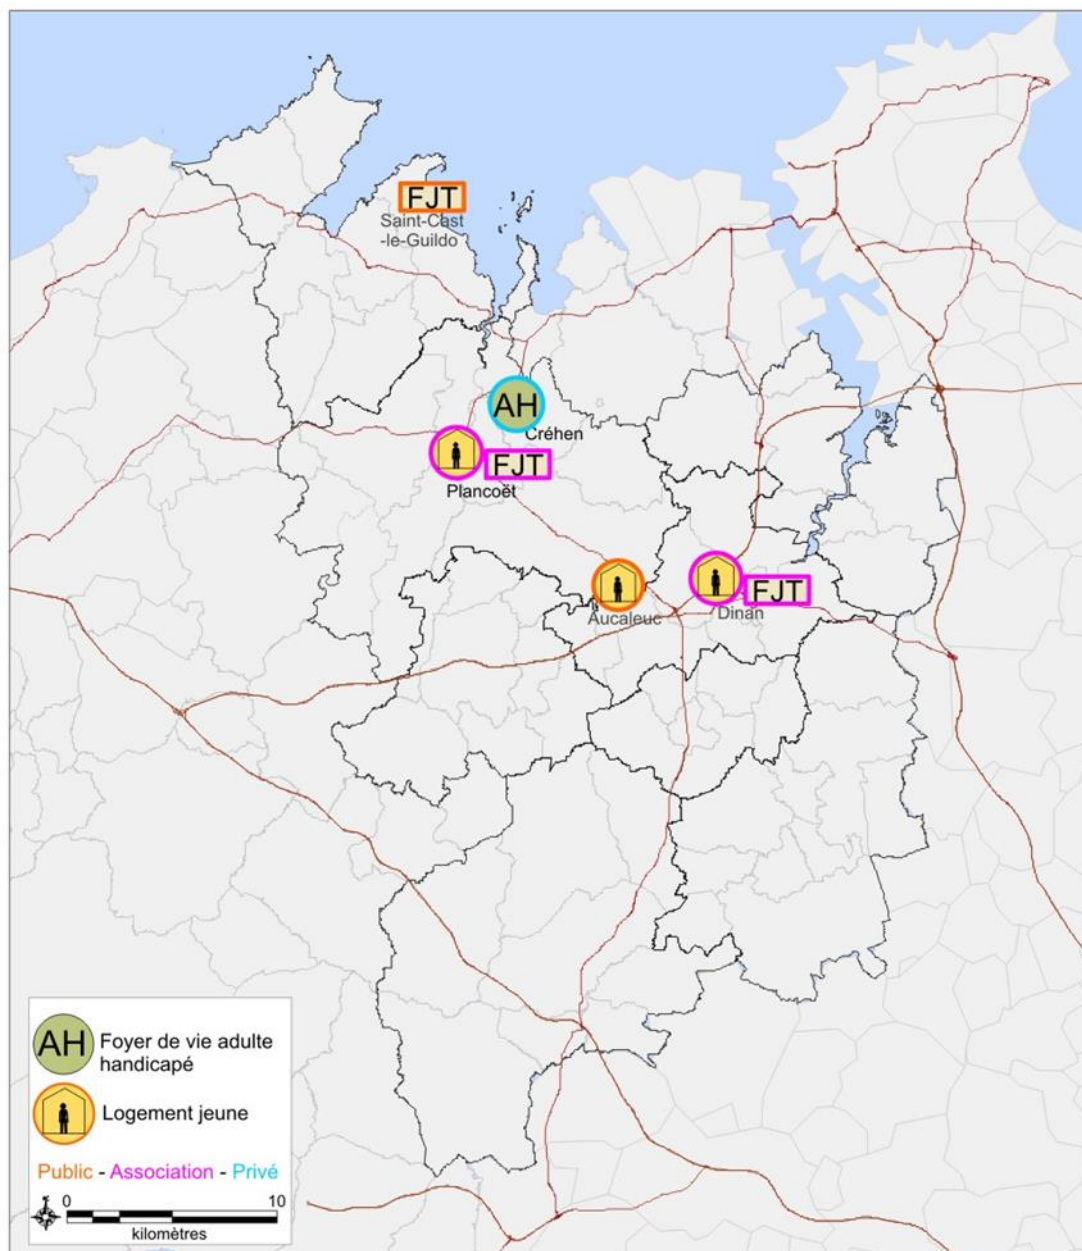 FJT
Saint-Cast
-le-Guildo
AH
Créhen
FJT
Plancoët
Aucaleuc
FJT
Dinan
AH
Foyer de vie adulte
handicapé
Logement jeune
Public - Association - Privé
0 10
kilomètres